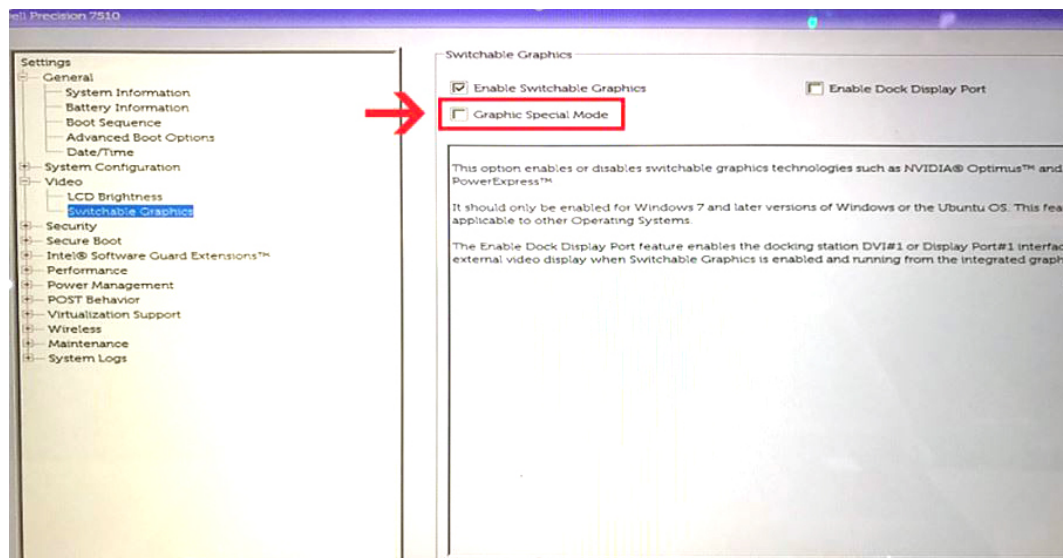 ell Precision 7510
Settings
General
System Information
Battery Information
Boot Sequence
Advanced Boot Options
Date/Time
System Configuration
Video
LCD Brightness
Switchable Graphics
Security
Secure Boot
Intel® Software Guard Extensions™
Performance
Power Management
POST Behavior
Virtualization Support
Wireless
Maintenance
System Logs
Switchable Graphics
Enable Switchable Graphics
Enable Dock Display Port
Graphic Special Mode
This option enables or disables switchable graphics technologies such as NVIDIA® Optimus™ and
PowerExpress™
It should only be enabled for Windows 7 and later versions of Windows or the Ubuntu OS. This fea
applicable to other Operating Systems.
The Enable Dock Display Port feature enables the docking station DVI#1 or Display Port#1 interfac
external video display when Switchable Graphics is enabled and running from the integrated graph